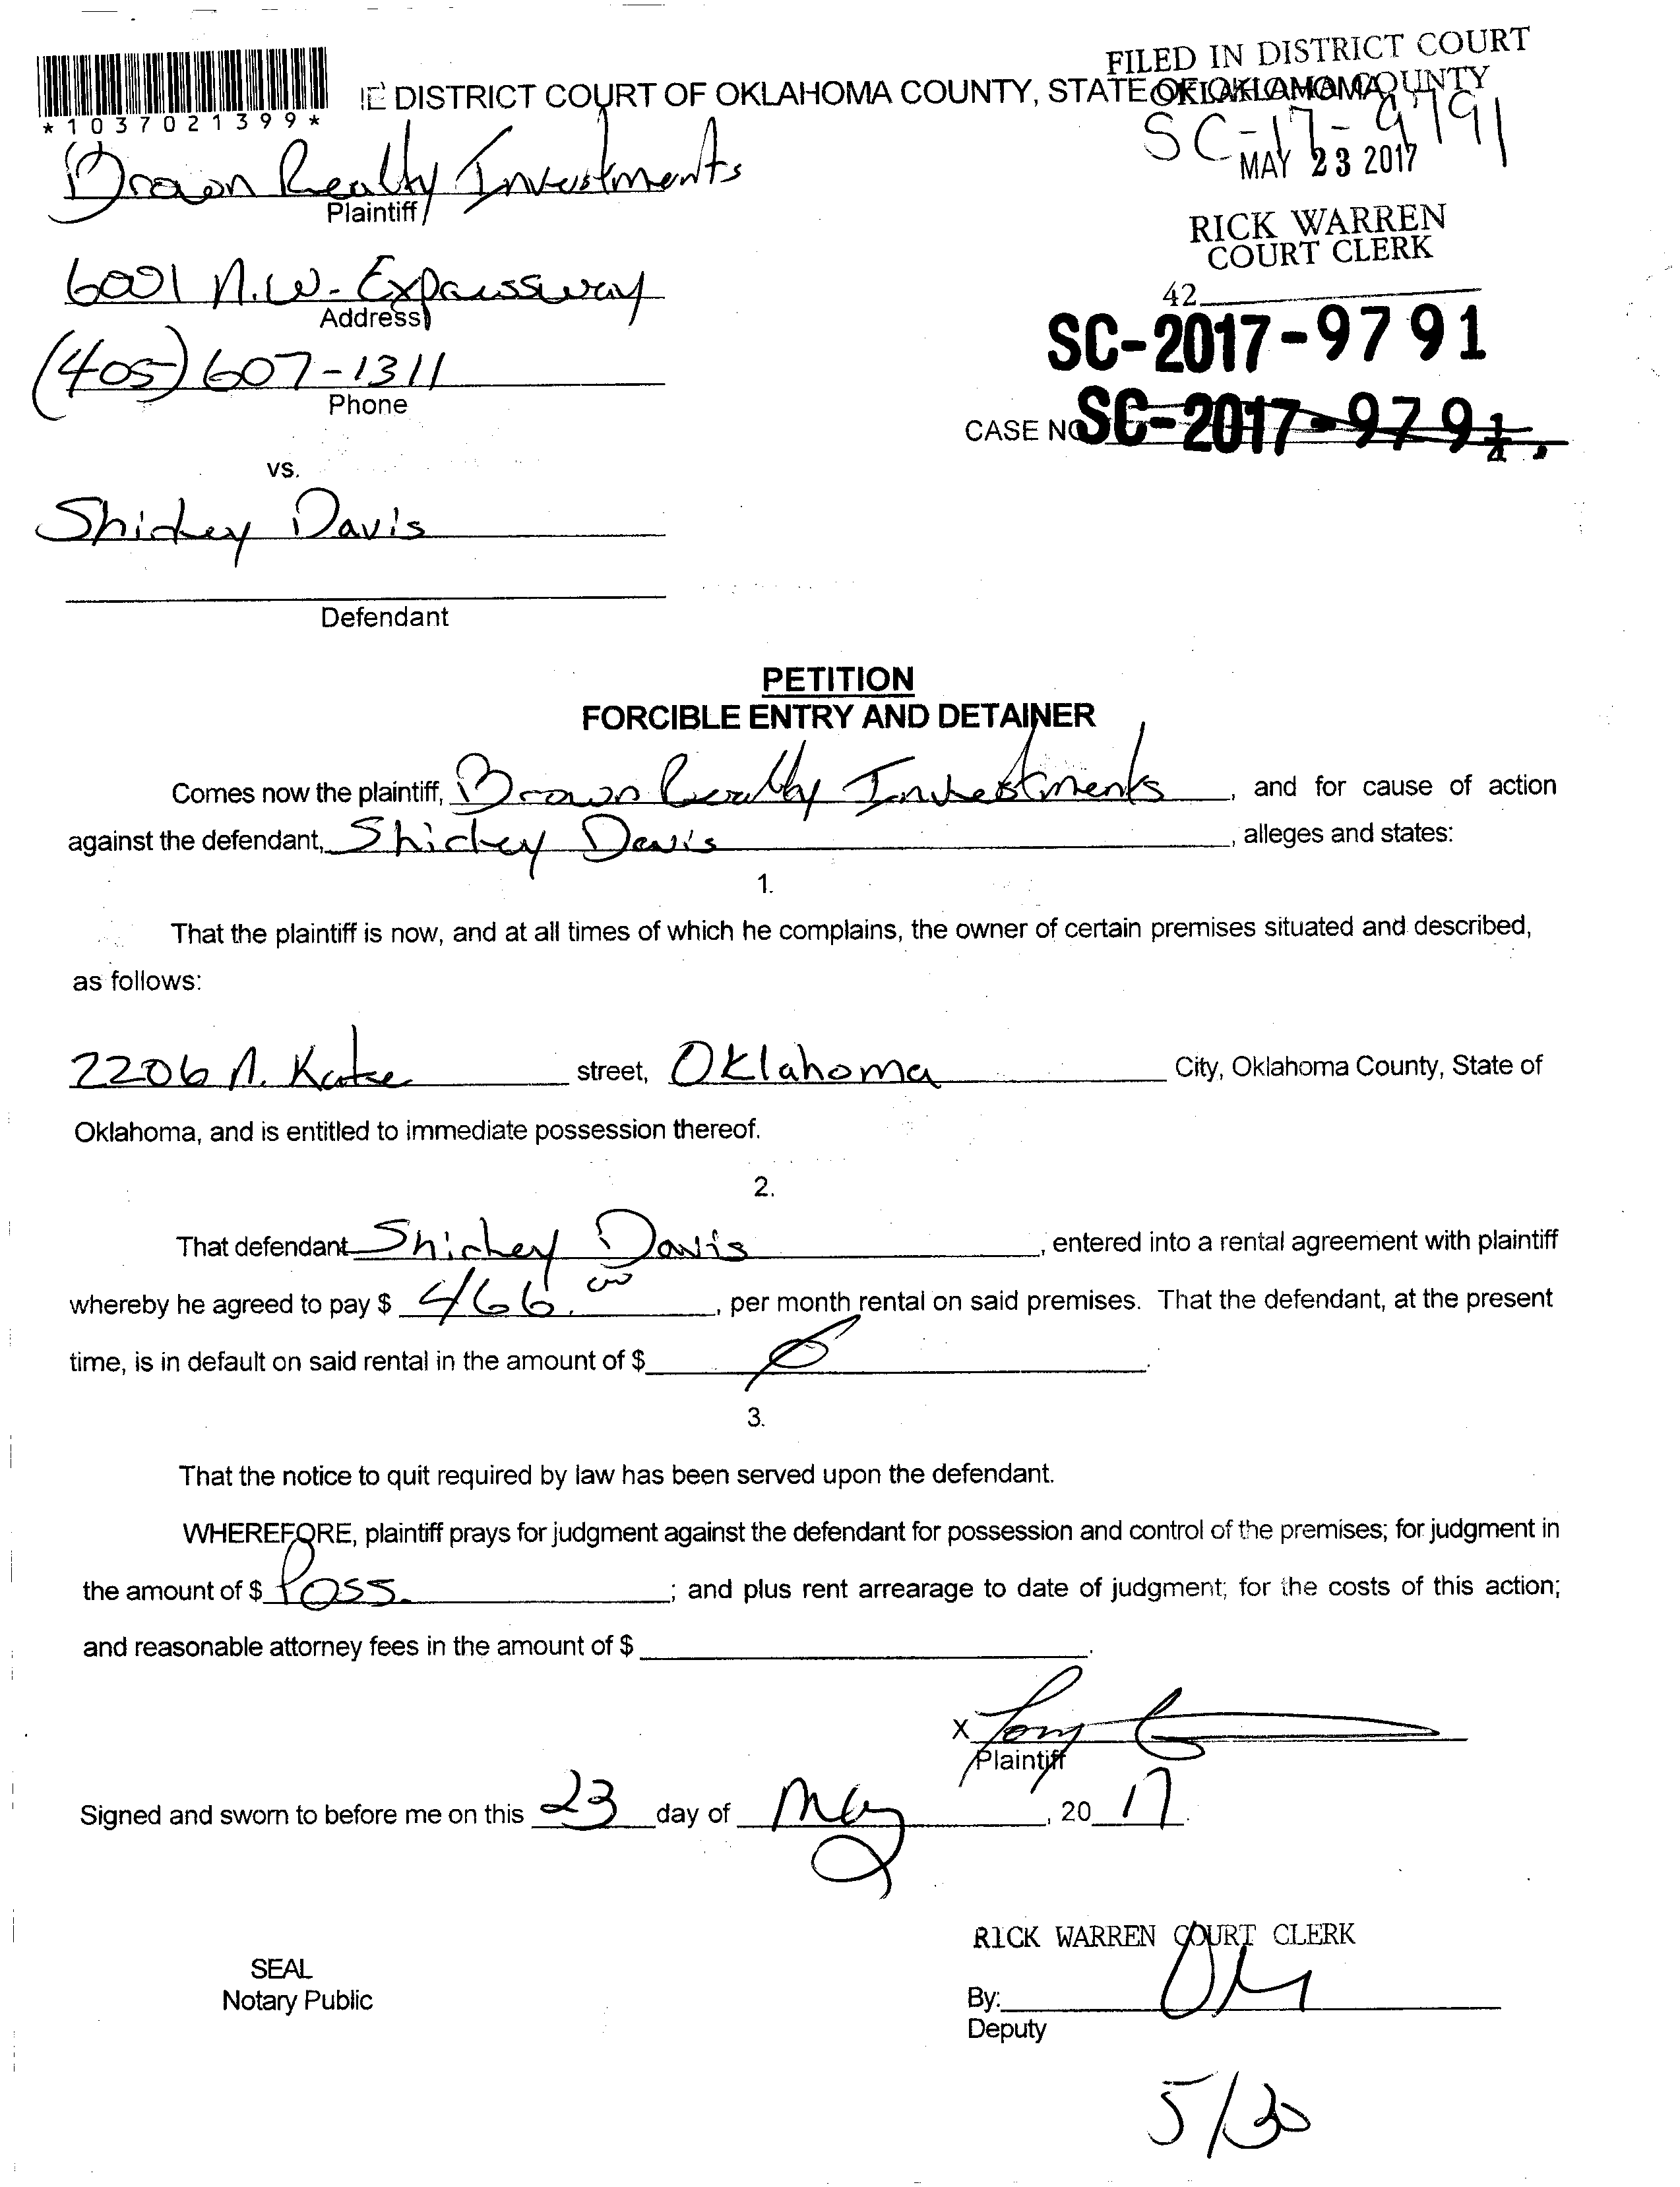 FILED IN DISTRICT COURT
OKLAHOMA COUNTY
IE DISTRICT COURT OF OKLAHOMA COUNTY, STATE OF OKLAHOMA
*1037021399*
SC-17-9791
MAY 23 2017
Brown Realty Investments
Plaintiff
RICK WARREN
COURT CLERK
6001 N.W. Expressway
Address
42
SC-2017-9791
(405) 607-1311
Phone
CASE NO SC-2017-979
vs.
Shirley Davis
Defendant
PETITION
FORCIBLE ENTRY AND DETAINER
Comes now the plaintiff, Brown Realty Investments, and for cause of action
against the defendant, Shirley Davis, alleges and states:
1.
That the plaintiff is now, and at all times of which he complains, the owner of certain premises situated and described,
as follows:
2206 N. street, Oklahoma City, Oklahoma County, State of
Oklahoma, and is entitled to immediate possession thereof.
2.
That defendant Shirley Davis, entered into a rental agreement with plaintiff
whereby he agreed to pay $ 466.00, per month rental on said premises. That the defendant, at the present
time, is in default on said rental in the amount of $ Ø.
3.
That the notice to quit required by law has been served upon the defendant.
WHEREFORE, plaintiff prays for judgment against the defendant for possession and control of the premises; for judgment in
the amount of $ Poss.; and plus rent arrearage to date of judgment; for the costs of this action;
and reasonable attorney fees in the amount of $.
X Tony
Plaintiff
Signed and sworn to before me on this 23 day of May, 20 17.
RICK WARREN COURT CLERK
SEAL
Notary Public
By:
Deputy
5/30